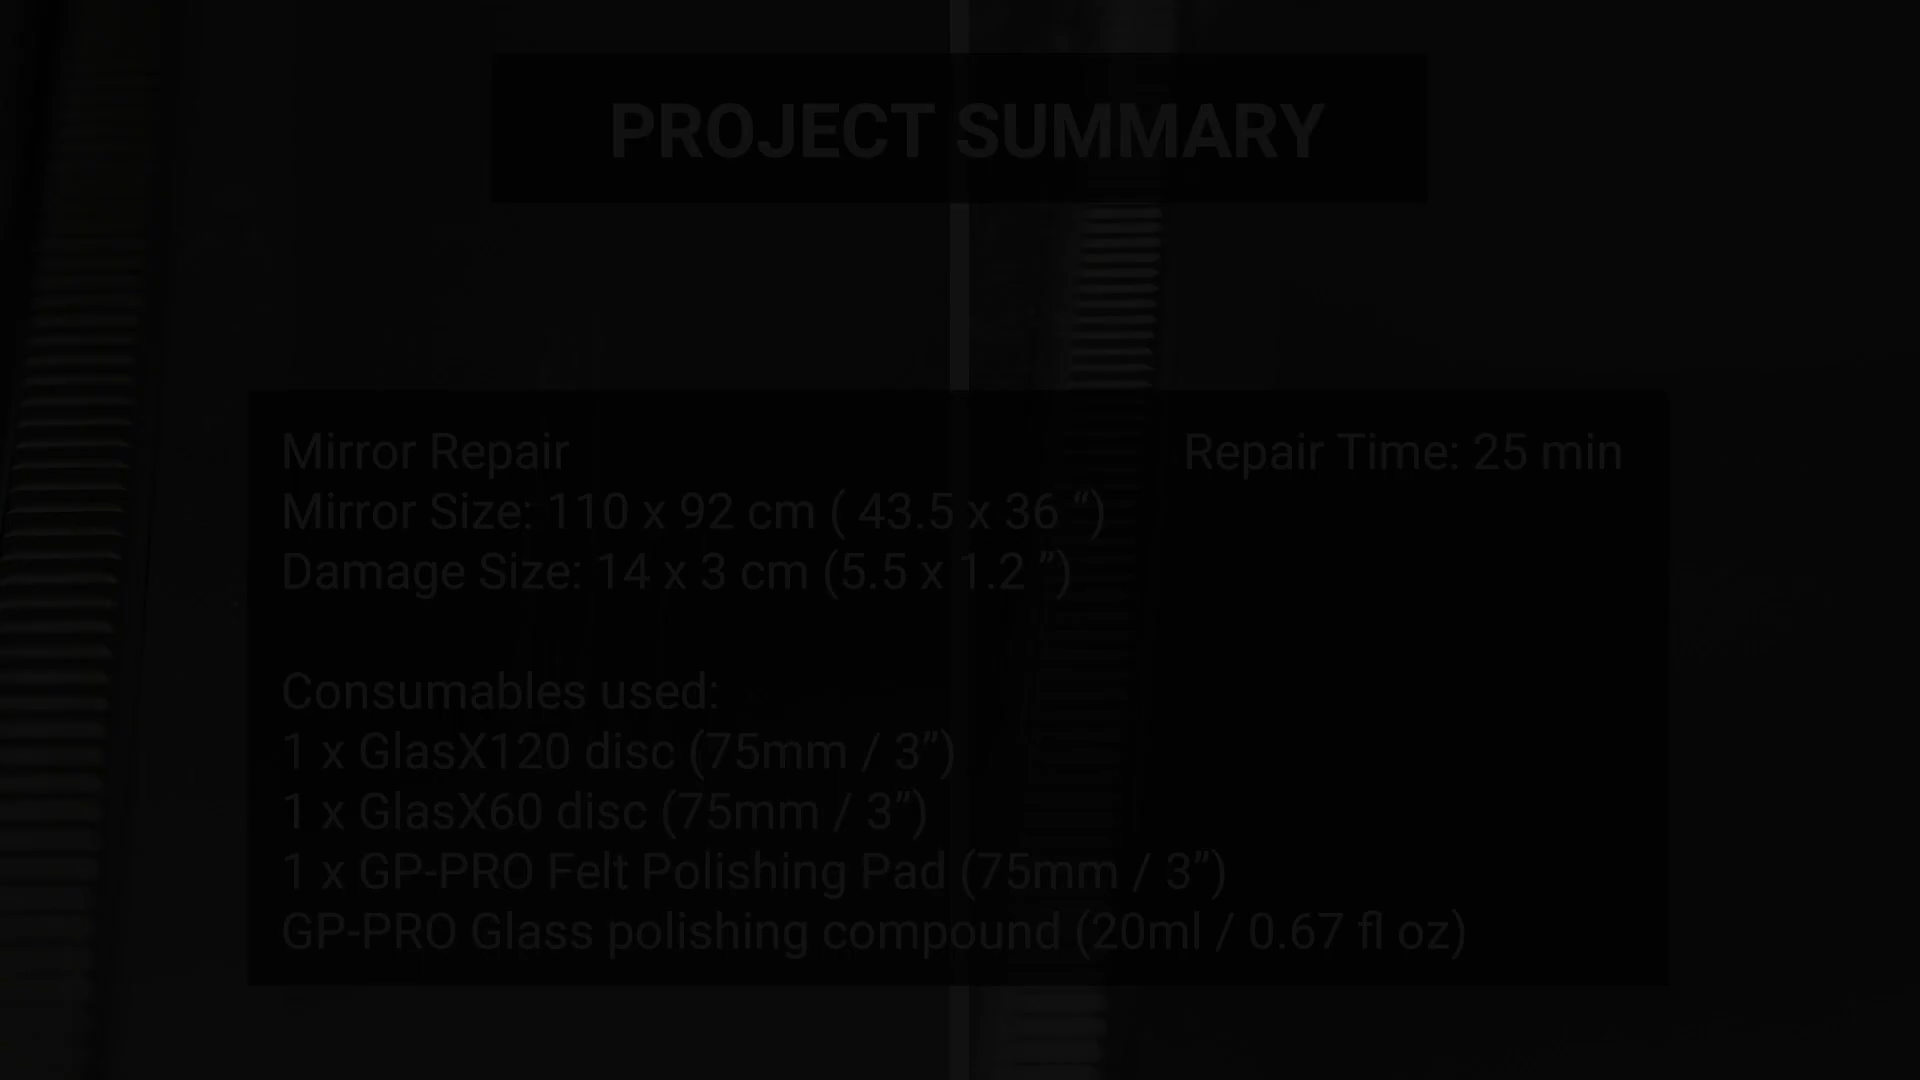 PROJECT SUMMARY
Mirror Repair
Repair Time: 25 min
Mirror Size: 110 x 92 cm ( 43.5 x 36 “)
Damage Size: 14 x 3 cm (5.5 x 1.2 ”)
Consumables used:
1 x GlasX120 disc (75mm / 3”)
1 x GlasX60 disc (75mm / 3”)
1 x GP-PRO Felt Polishing Pad (75mm / 3”)
GP-PRO Glass polishing compound (20ml / 0.67 fl oz)